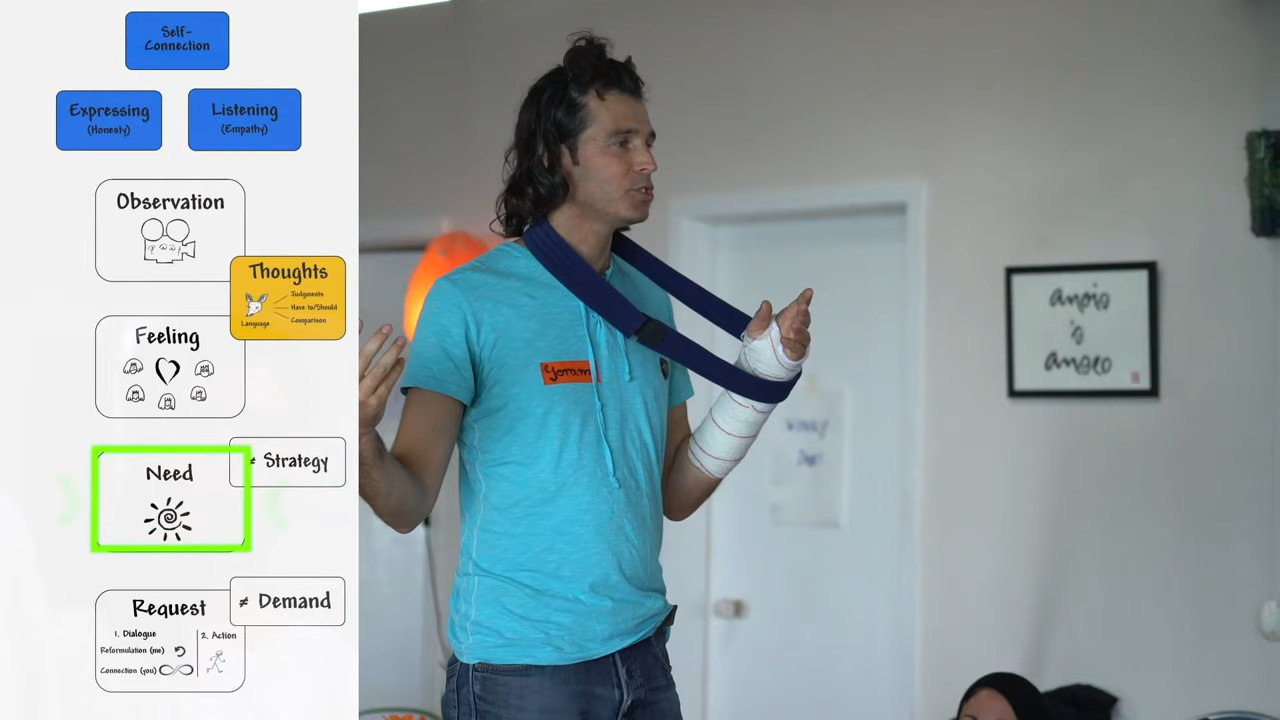 Self-
Connection
Expressing
(Honesty)
Listening
(Empathy)
Observation
Thoughts
Judgments
Have to/Should
Comparison
Language
Feeling
Need
≠ Strategy
Request
≠ Demand
1. Dialogue
2. Action
Reformulation (me)
Connection (you)
Yoram